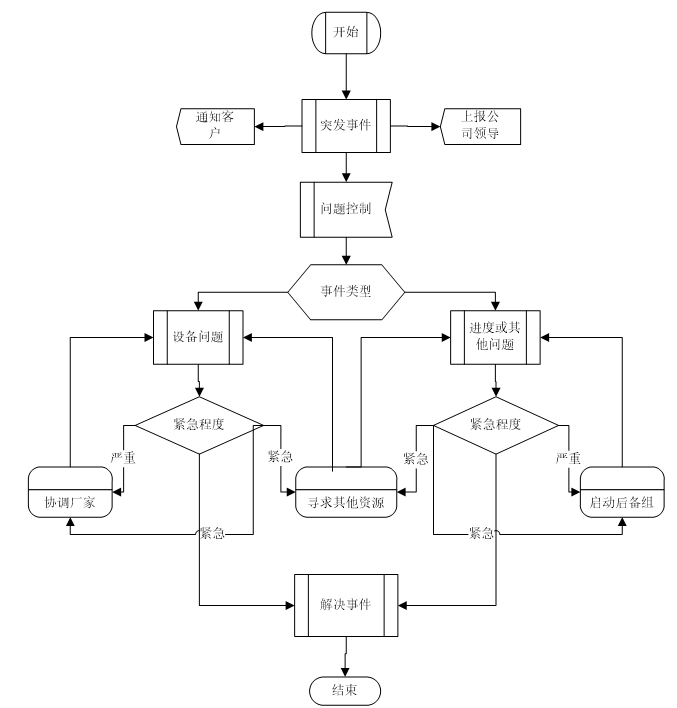 开始
通知客
户
突发事件
上报公
司领导
问题控制
事件类型
设备问题
进度或其
他问题
紧急程度
紧急程度
严重
紧急
紧急
严重
协调厂家
寻求其他资源
启动后备组
紧急
紧急
解决事件
结束